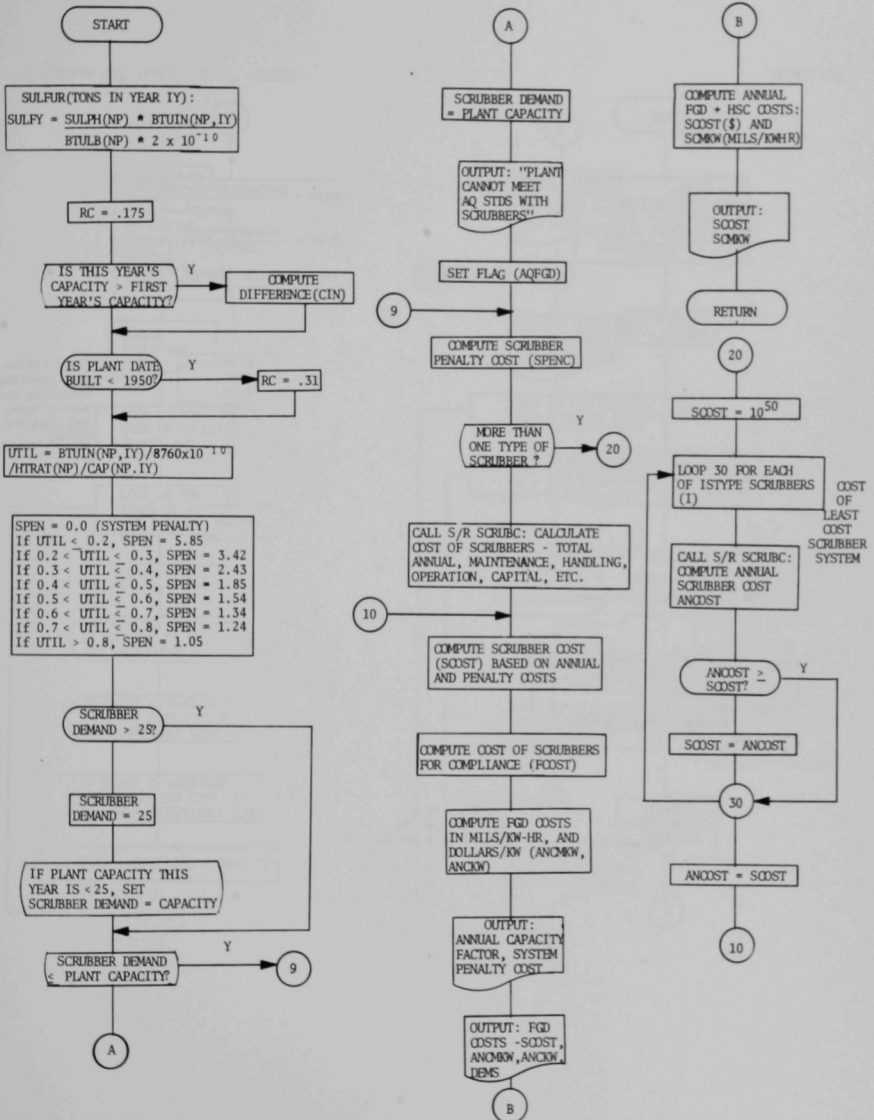 START
SULFUR(TONS IN YEAR IY):
SULFY = SULPH(NP) * BTUIN(NP,IY)
BTULB(NP) * 2 x 10^-10
RC = .175
IS THIS YEAR'S
CAPACITY > FIRST
YEAR'S CAPACITY?
Y
COMPUTE
DIFFERENCE(CIN)
IS PLANT DATE
BUILT < 1950?
Y
RC = .31
UTIL = BTUIN(NP,IY)/8760x10^-10
/HTRAT(NP)/CAP(NP.IY)
SPEN = 0.0 (SYSTEM PENALTY)
If UTIL ≤ 0.2, SPEN = 5.85
If 0.2 < UTIL ≤ 0.3, SPEN = 3.42
If 0.3 < UTIL ≤ 0.4, SPEN = 2.43
If 0.4 < UTIL ≤ 0.5, SPEN = 1.85
If 0.5 < UTIL ≤ 0.6, SPEN = 1.54
If 0.6 < UTIL ≤ 0.7, SPEN = 1.34
If 0.7 < UTIL ≤ 0.8, SPEN = 1.24
If UTIL > 0.8, SPEN = 1.05
SCRUBBER
DEMAND > 25?
Y
SCRUBBER
DEMAND = 25
IF PLANT CAPACITY THIS
YEAR IS < 25, SET
SCRUBBER DEMAND = CAPACITY
SCRUBBER DEMAND
≤ PLANT CAPACITY?
Y
9
A
A
SCRUBBER DEMAND
= PLANT CAPACITY
OUTPUT: "PLANT
CANNOT MEET
AQ STDS WITH
SCRUBBERS"
SET FLAG (AQFGD)
9
COMPUTE SCRUBBER
PENALTY COST (SPENC)
MORE THAN
ONE TYPE OF
SCRUBBER ?
Y
20
CALL S/R SCRUBC: CALCULATE
COST OF SCRUBBERS - TOTAL
ANNUAL, MAINTENANCE, HANDLING,
OPERATION, CAPITAL, ETC.
10
COMPUTE SCRUBBER COST
(SCOST) BASED ON ANNUAL
AND PENALTY COSTS
COMPUTE COST OF SCRUBBERS
FOR COMPLIANCE (FCOST)
COMPUTE FGD COSTS
IN MILS/KW-HR, AND
DOLLARS/KW (ANCMKW,
ANCKW)
OUTPUT:
ANNUAL CAPACITY
FACTOR, SYSTEM
PENALTY COST
OUTPUT: FGD
COSTS -SCOST,
ANCMKW,ANCKW,
DEMS
B
B
COMPUTE ANNUAL
FGD + HSC COSTS:
SCOST($) AND
SCMKW(MILS/KWHR)
OUTPUT:
SCOST
SCMKW
RETURN
20
SCOST = 10^50
LOOP 30 FOR EACH
OF ISTYPE SCRUBBERS
(I)
COST
OF
LEAST
COST
SCRUBBER
SYSTEM
CALL S/R SCRUBC:
COMPUTE ANNUAL
SCRUBBER COST
ANCOST
ANCOST ≥
SCOST?
Y
SCOST = ANCOST
30
ANCOST = SCOST
10